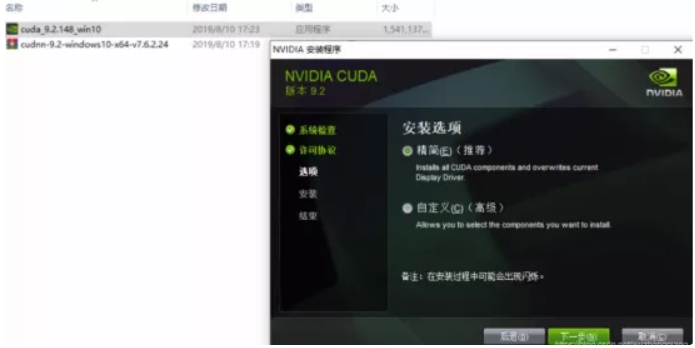 名称 修改日期 类型 大小
cuda_9.2.148_win10 2019/8/10 17:23 应用程序 1,541,137...
cudnn-9.2-windows10-x64-v7.6.2.24 2019/8/10 17:19
NVIDIA 安装程序
NVIDIA CUDA
版本 9.2
NVIDIA
系统检查
许可协议
选项
安装
结束
安装选项
精简(E)（推荐）
Installs all CUDA components and overwrites current
Display Driver.
自定义(C)（高级）
Allows you to select the components you want to install.
备注：在安装过程中可能会出现闪烁。
后退(B) 下一步(N) 取消(C)